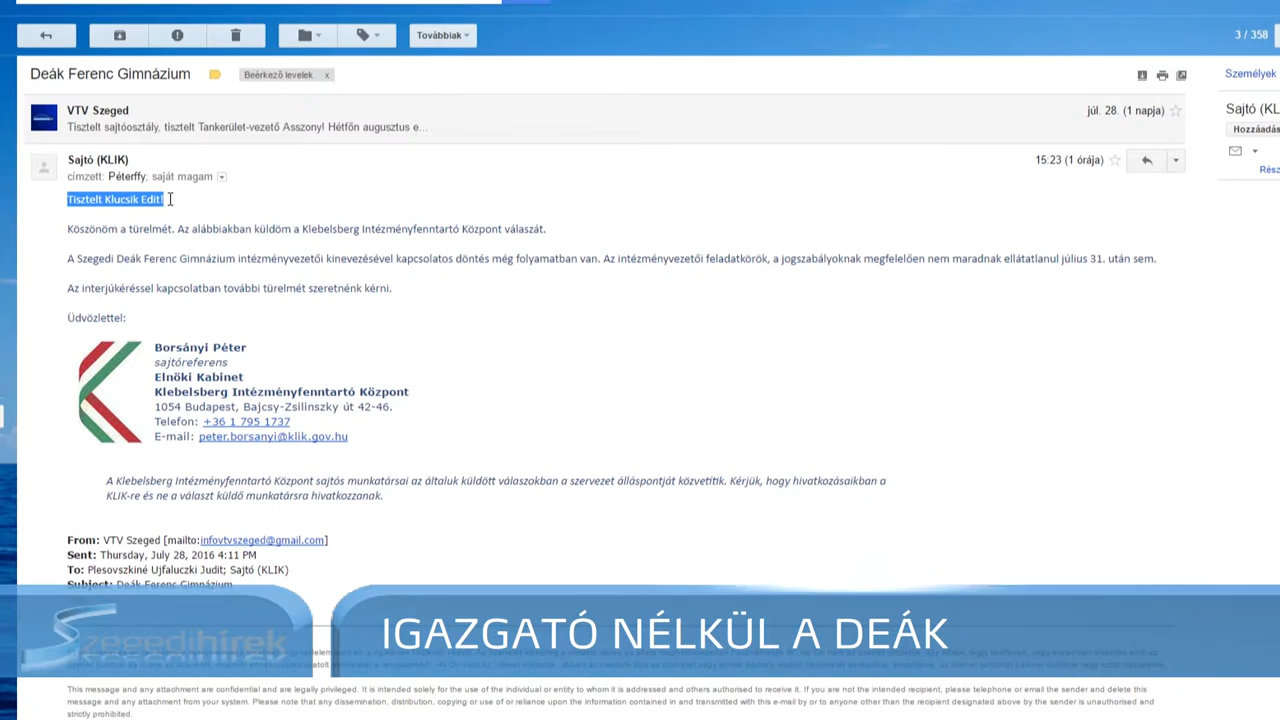 Továbbiak
3 / 358
Deák Ferenc Gimnázium
Beérkező levelek x
Személyek
VTV Szeged
júl. 28. (1 napja)
Sajtó (KL
Tisztelt sajtóosztály, tisztelt Tankerület-vezető Asszony! Hétfőn augusztus e...
Hozzáadás
Sajtó (KLIK)
15:23 (1 órája)
címzett: Péterffy, saját magam
Rész
Tisztelt Klucsik Edit!
Köszönöm a türelmét. Az alábbiakban küldöm a Klebelsberg Intézményfenntartó Központ válaszát.
A Szegedi Deák Ferenc Gimnázium intézményvezetői kinevezésével kapcsolatos döntés még folyamatban van. Az intézményvezetői feladatkörök, a jogszabályoknak megfelelően nem maradnak ellátatlanul július 31. után sem.
Az interjúkéréssel kapcsolatban további türelmét szeretnénk kérni.
Üdvözlettel:
Borsányi Péter
sajtóreferens
Elnöki Kabinet
Klebelsberg Intézményfenntartó Központ
1054 Budapest, Bajcsy-Zsilinszky út 42-46.
Telefon: +36 1 795 1737
E-mail: peter.borsanyi@klik.gov.hu
A Klebelsberg Intézményfenntartó Központ sajtós munkatársai az általuk küldött válaszokban a szervezet álláspontját közvetítik. Kérjük, hogy hivatkozásaikban a
KLIK-re és ne a választ küldő munkatársra hivatkozzanak.
From: VTV Szeged [mailto:infovtvszeged@gmail.com]
Sent: Thursday, July 28, 2016 4:11 PM
To: Plesovszkiné Ujfaluczki Judit; Sajtó (KLIK)
Subject: Deák Ferenc Gimnázium
Szegedihírek
IGAZGATÓ NÉLKÜL A DEÁK
This message and any attachment are confidential and are legally privileged. It is intended solely for the use of the individual or entity to whom it is addressed and others authorised to receive it. If you are not the intended recipient, please telephone or email the sender and delete this
message and any attachment from your system. Please note that any dissemination, distribution, copying or use of or reliance upon the information contained in and transmitted with this e-mail by or to anyone other than the recipient designated above by the sender is unauthorised and
strictly prohibited.